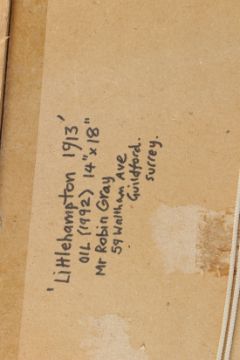 'Littlehampton 1913'
OIL (1992) 14" x 18"
Mr Robin Gray
59 Waltham Ave
Guildford.
Surrey.